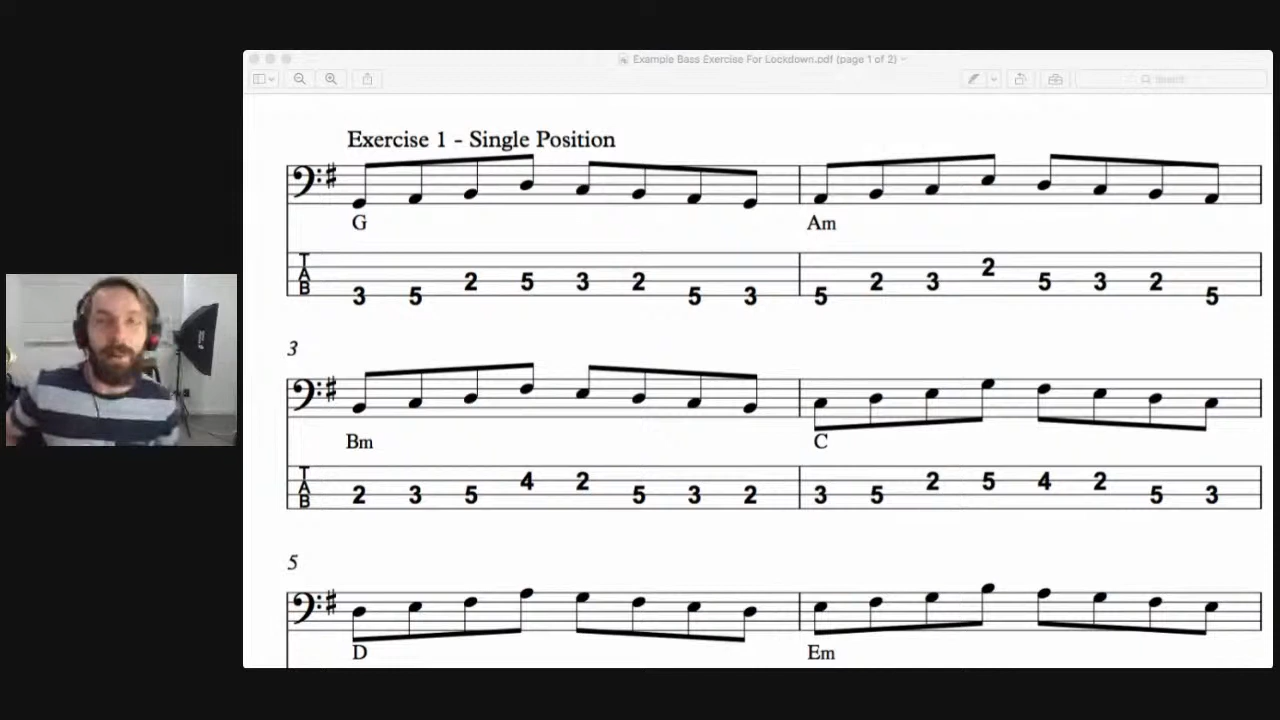 Example Bass Exercise For Lockdown.pdf (page 1 of 2)
Search
Exercise 1 - Single Position
G Am
T A B
3 5 2 5 3 2 5 3 5 2 3 2 5 3 2 5
3
Bm C
T A B
2 3 5 4 2 5 3 2 3 5 2 5 4 2 5 3
5
D Em